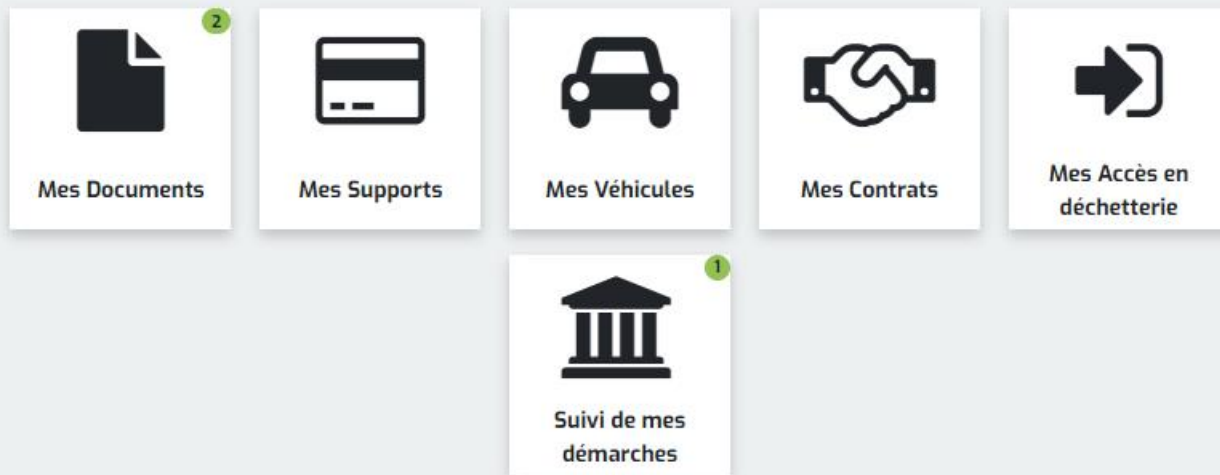 2
Mes Documents
Mes Supports
Mes Véhicules
Mes Contrats
Mes Accès en
déchetterie
1
Suivi de mes
démarches